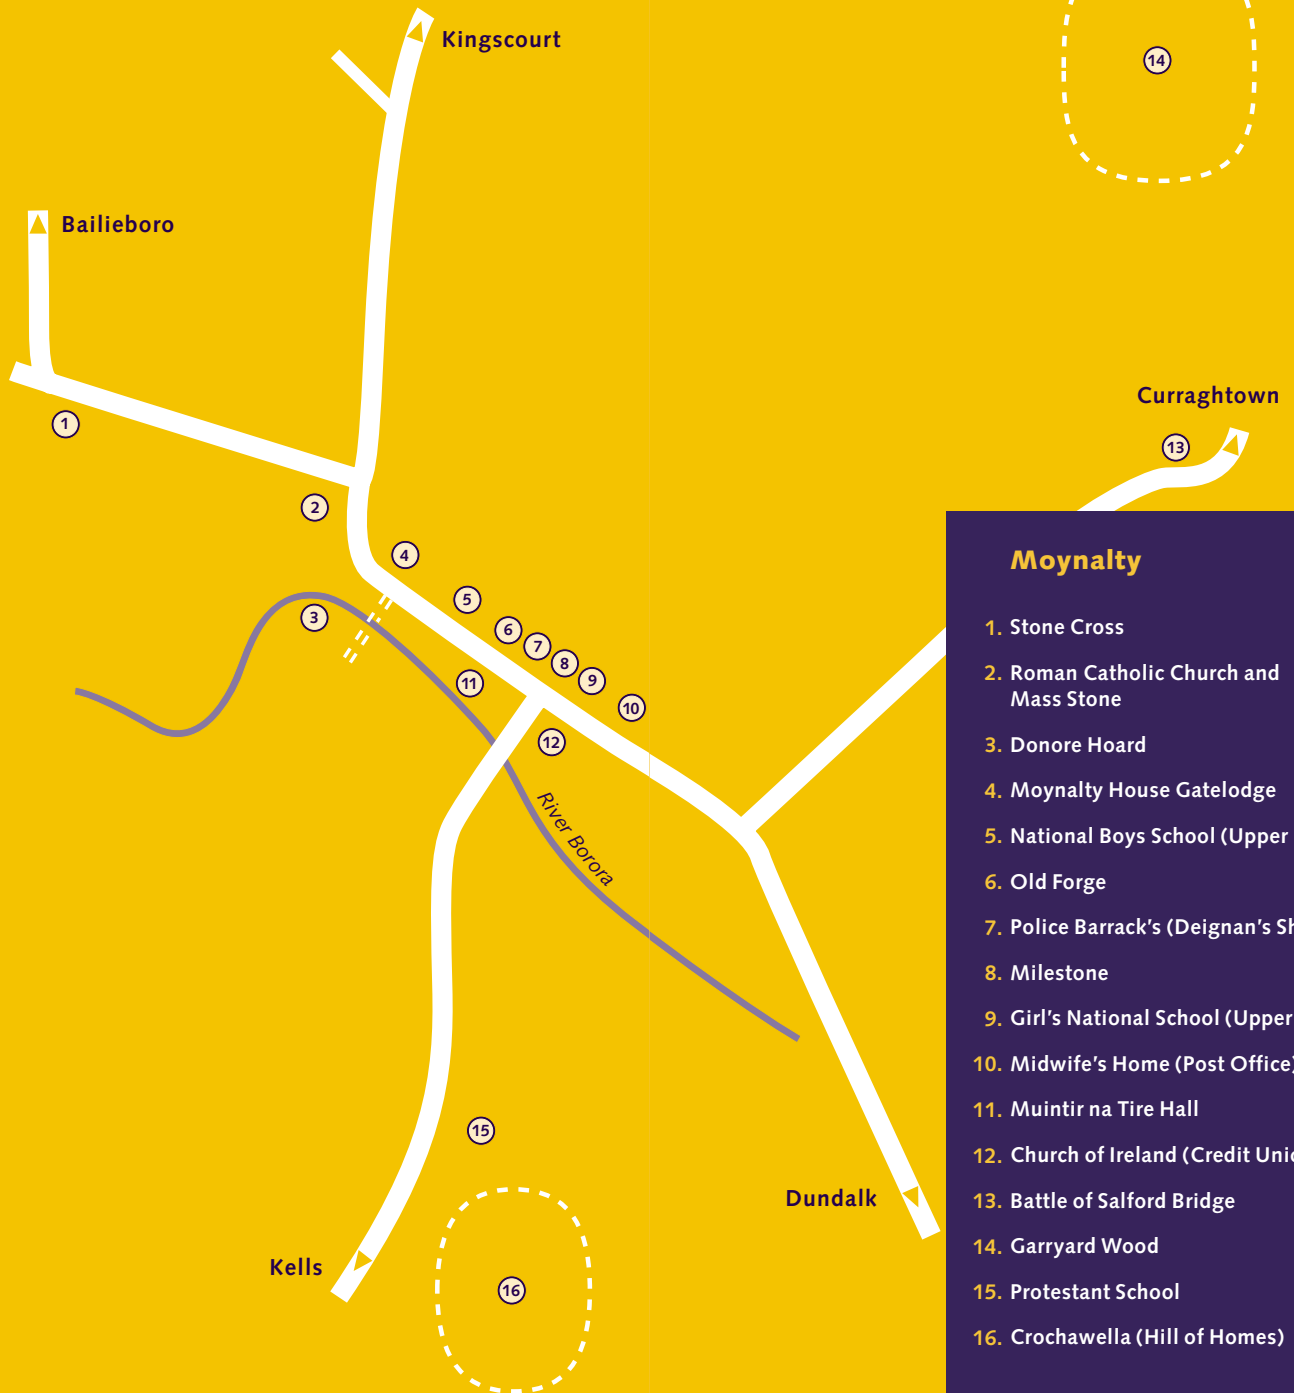 Kingscourt
14
Bailieboro
Curraghtown
1
13
2
4
3
5
6
7
8
9
10
11
12
River Borora
15
16
Dundalk
Kells
Moynalty
1. Stone Cross
2. Roman Catholic Church and
Mass Stone
3. Donore Hoard
4. Moynalty House Gatelodge
5. National Boys School (Upper
6. Old Forge
7. Police Barrack's (Deignan's
8. Milestone
9. Girl's National School (Upper
10. Midwife's Home (Post Office)
11. Muintir na Tire Hall
12. Church of Ireland (Credit
13. Battle of Salford Bridge
14. Garryard Wood
15. Protestant School
16. Crochawella (Hill of Homes)